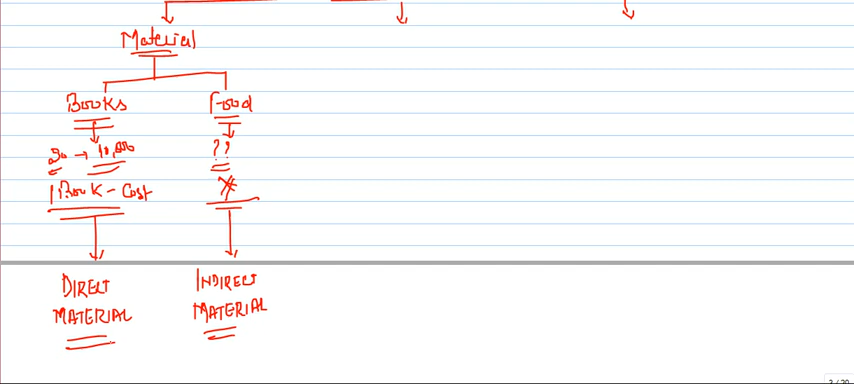 Material
Books Food
20 → 10,000 ??
1 Book - Cost
DIRECT INDIRECT
MATERIAL MATERIAL